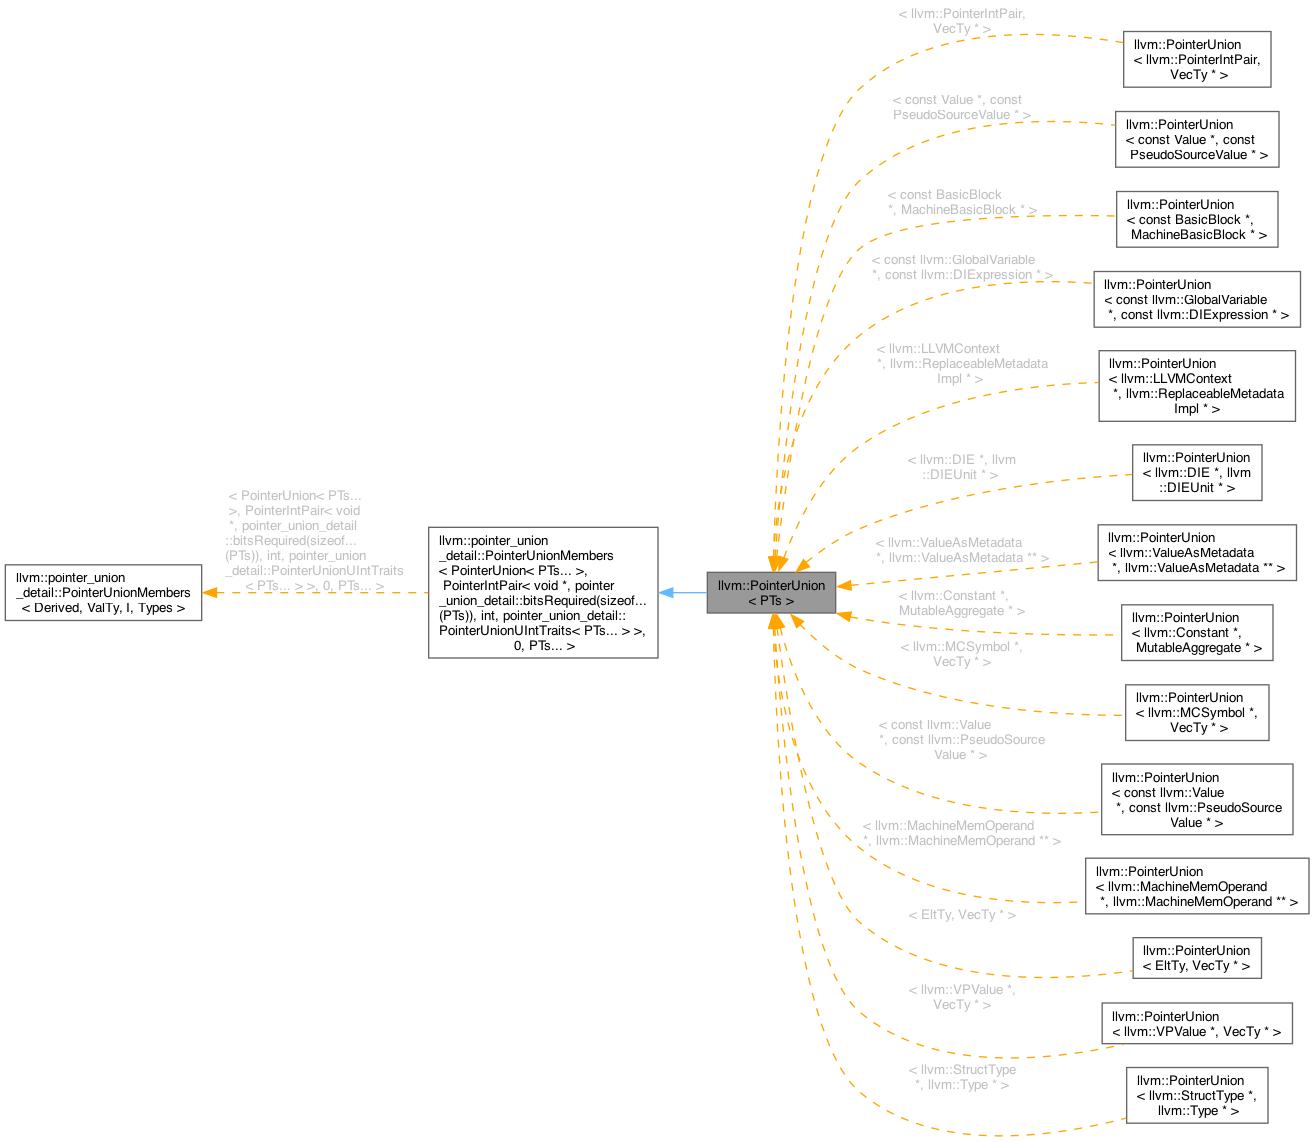 llvm::pointer_union
_detail::PointerUnionMembers
< Derived, ValTy, I, Types >
< PointerUnion< PTs...
>, PointerIntPair< void
*, pointer_union_detail
::bitsRequired(sizeof...
(PTs)), int, pointer_union
_detail::PointerUnionUIntTraits
< PTs... > >, 0, PTs... >
llvm::pointer_union
_detail::PointerUnionMembers
< PointerUnion< PTs... >,
PointerIntPair< void *, pointer
_union_detail::bitsRequired(sizeof...
(PTs)), int, pointer_union_detail::
PointerUnionUIntTraits< PTs... > >,
0, PTs... >
llvm::PointerUnion
< PTs >
< llvm::PointerIntPair,
VecTy * >
llvm::PointerUnion
< llvm::PointerIntPair,
VecTy * >
< const Value *, const
PseudoSourceValue * >
llvm::PointerUnion
< const Value *, const
PseudoSourceValue * >
< const BasicBlock
*, MachineBasicBlock * >
llvm::PointerUnion
< const BasicBlock *,
MachineBasicBlock * >
< const llvm::GlobalVariable
*, const llvm::DIExpression * >
llvm::PointerUnion
< const llvm::GlobalVariable
*, const llvm::DIExpression * >
< llvm::LLVMContext
*, llvm::ReplaceableMetadata
Impl * >
llvm::PointerUnion
< llvm::LLVMContext
*, llvm::ReplaceableMetadata
Impl * >
< llvm::DIE *, llvm
::DIEUnit * >
llvm::PointerUnion
< llvm::DIE *, llvm
::DIEUnit * >
< llvm::ValueAsMetadata
*, llvm::ValueAsMetadata ** >
llvm::PointerUnion
< llvm::ValueAsMetadata
*, llvm::ValueAsMetadata ** >
< llvm::Constant *,
MutableAggregate * >
llvm::PointerUnion
< llvm::Constant *,
MutableAggregate * >
< llvm::MCSymbol *,
VecTy * >
llvm::PointerUnion
< llvm::MCSymbol *,
VecTy * >
< const llvm::Value
*, const llvm::PseudoSource
Value * >
llvm::PointerUnion
< const llvm::Value
*, const llvm::PseudoSource
Value * >
< llvm::MachineMemOperand
*, llvm::MachineMemOperand ** >
llvm::PointerUnion
< llvm::MachineMemOperand
*, llvm::MachineMemOperand ** >
< EltTy, VecTy * >
llvm::PointerUnion
< EltTy, VecTy * >
< llvm::VPValue *,
VecTy * >
llvm::PointerUnion
< llvm::VPValue *, VecTy * >
< llvm::StructType
*, llvm::Type * >
llvm::PointerUnion
< llvm::StructType *,
llvm::Type * >